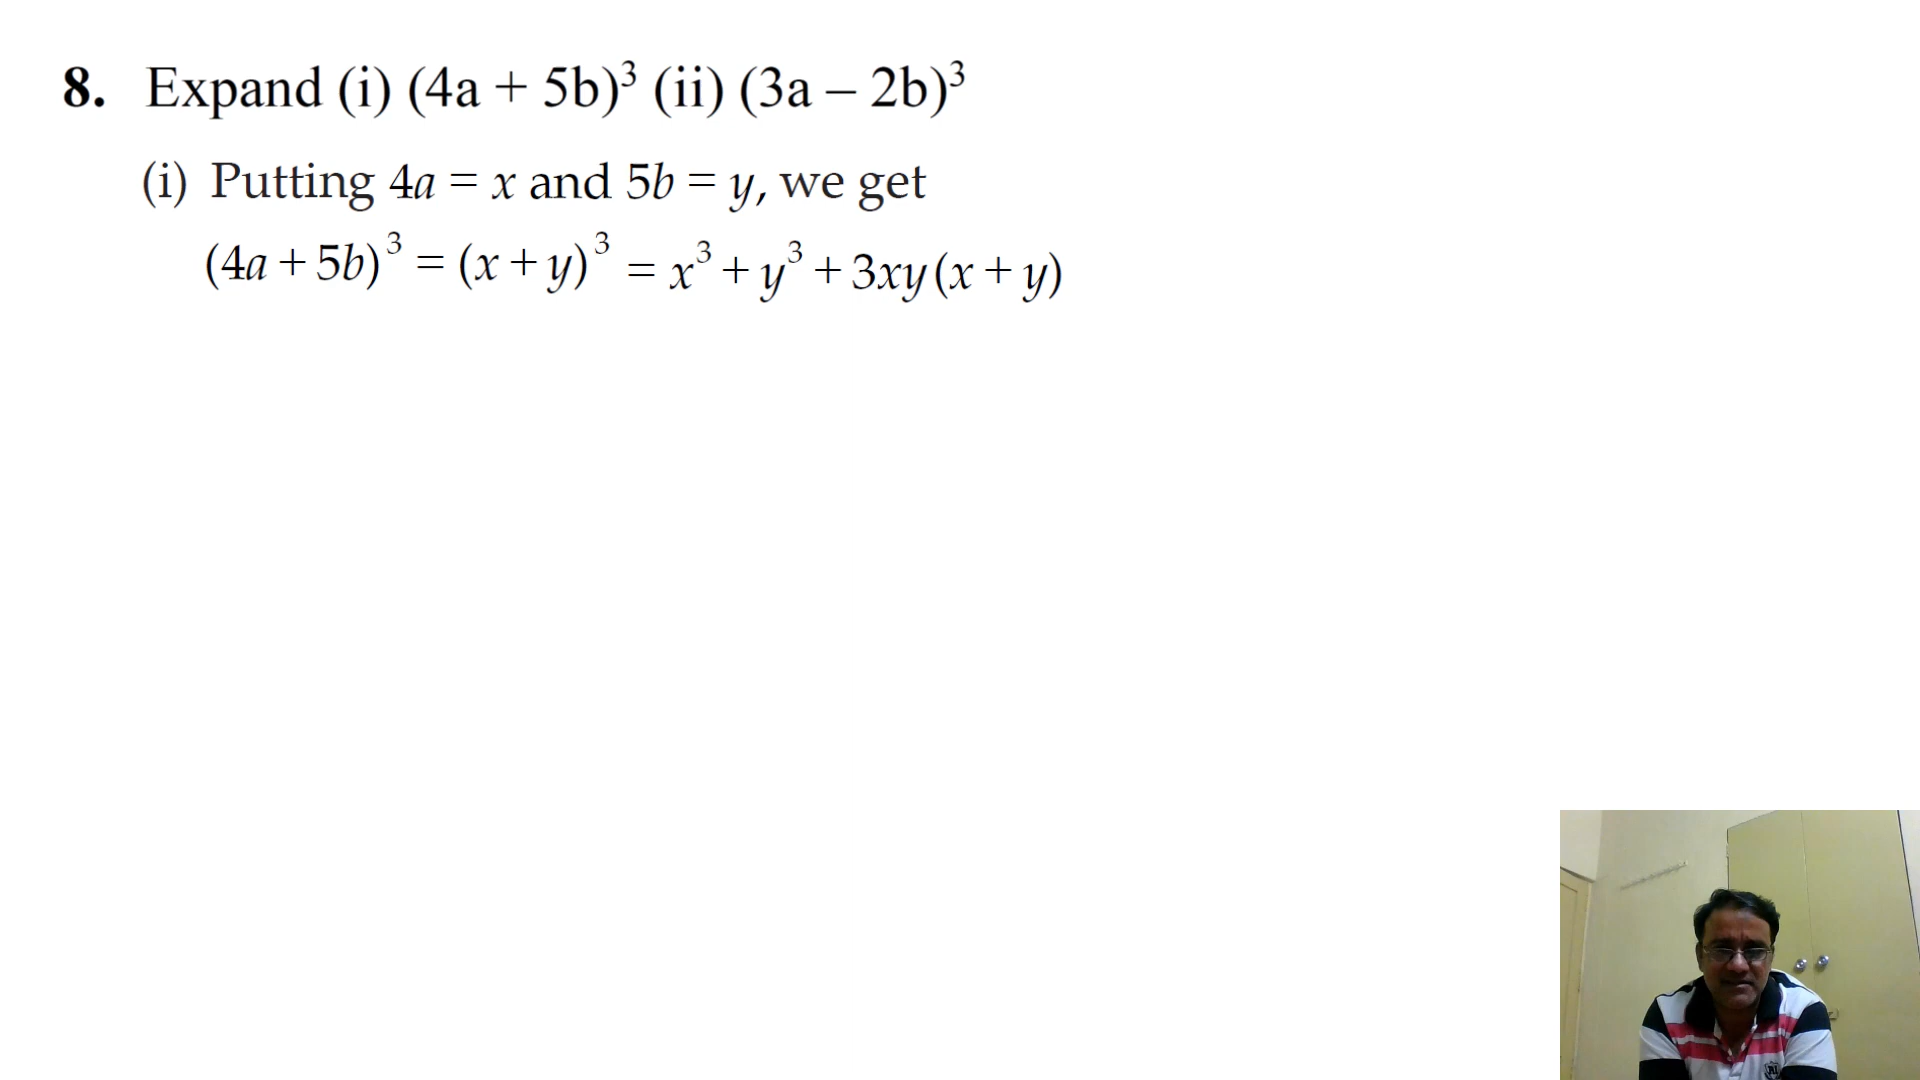 8. Expand (i) (4a + 5b)³ (ii) (3a – 2b)³
(i) Putting 4a = x and 5b = y, we get
(4a + 5b)³ = (x + y)³ = x³ + y³ + 3xy(x + y)